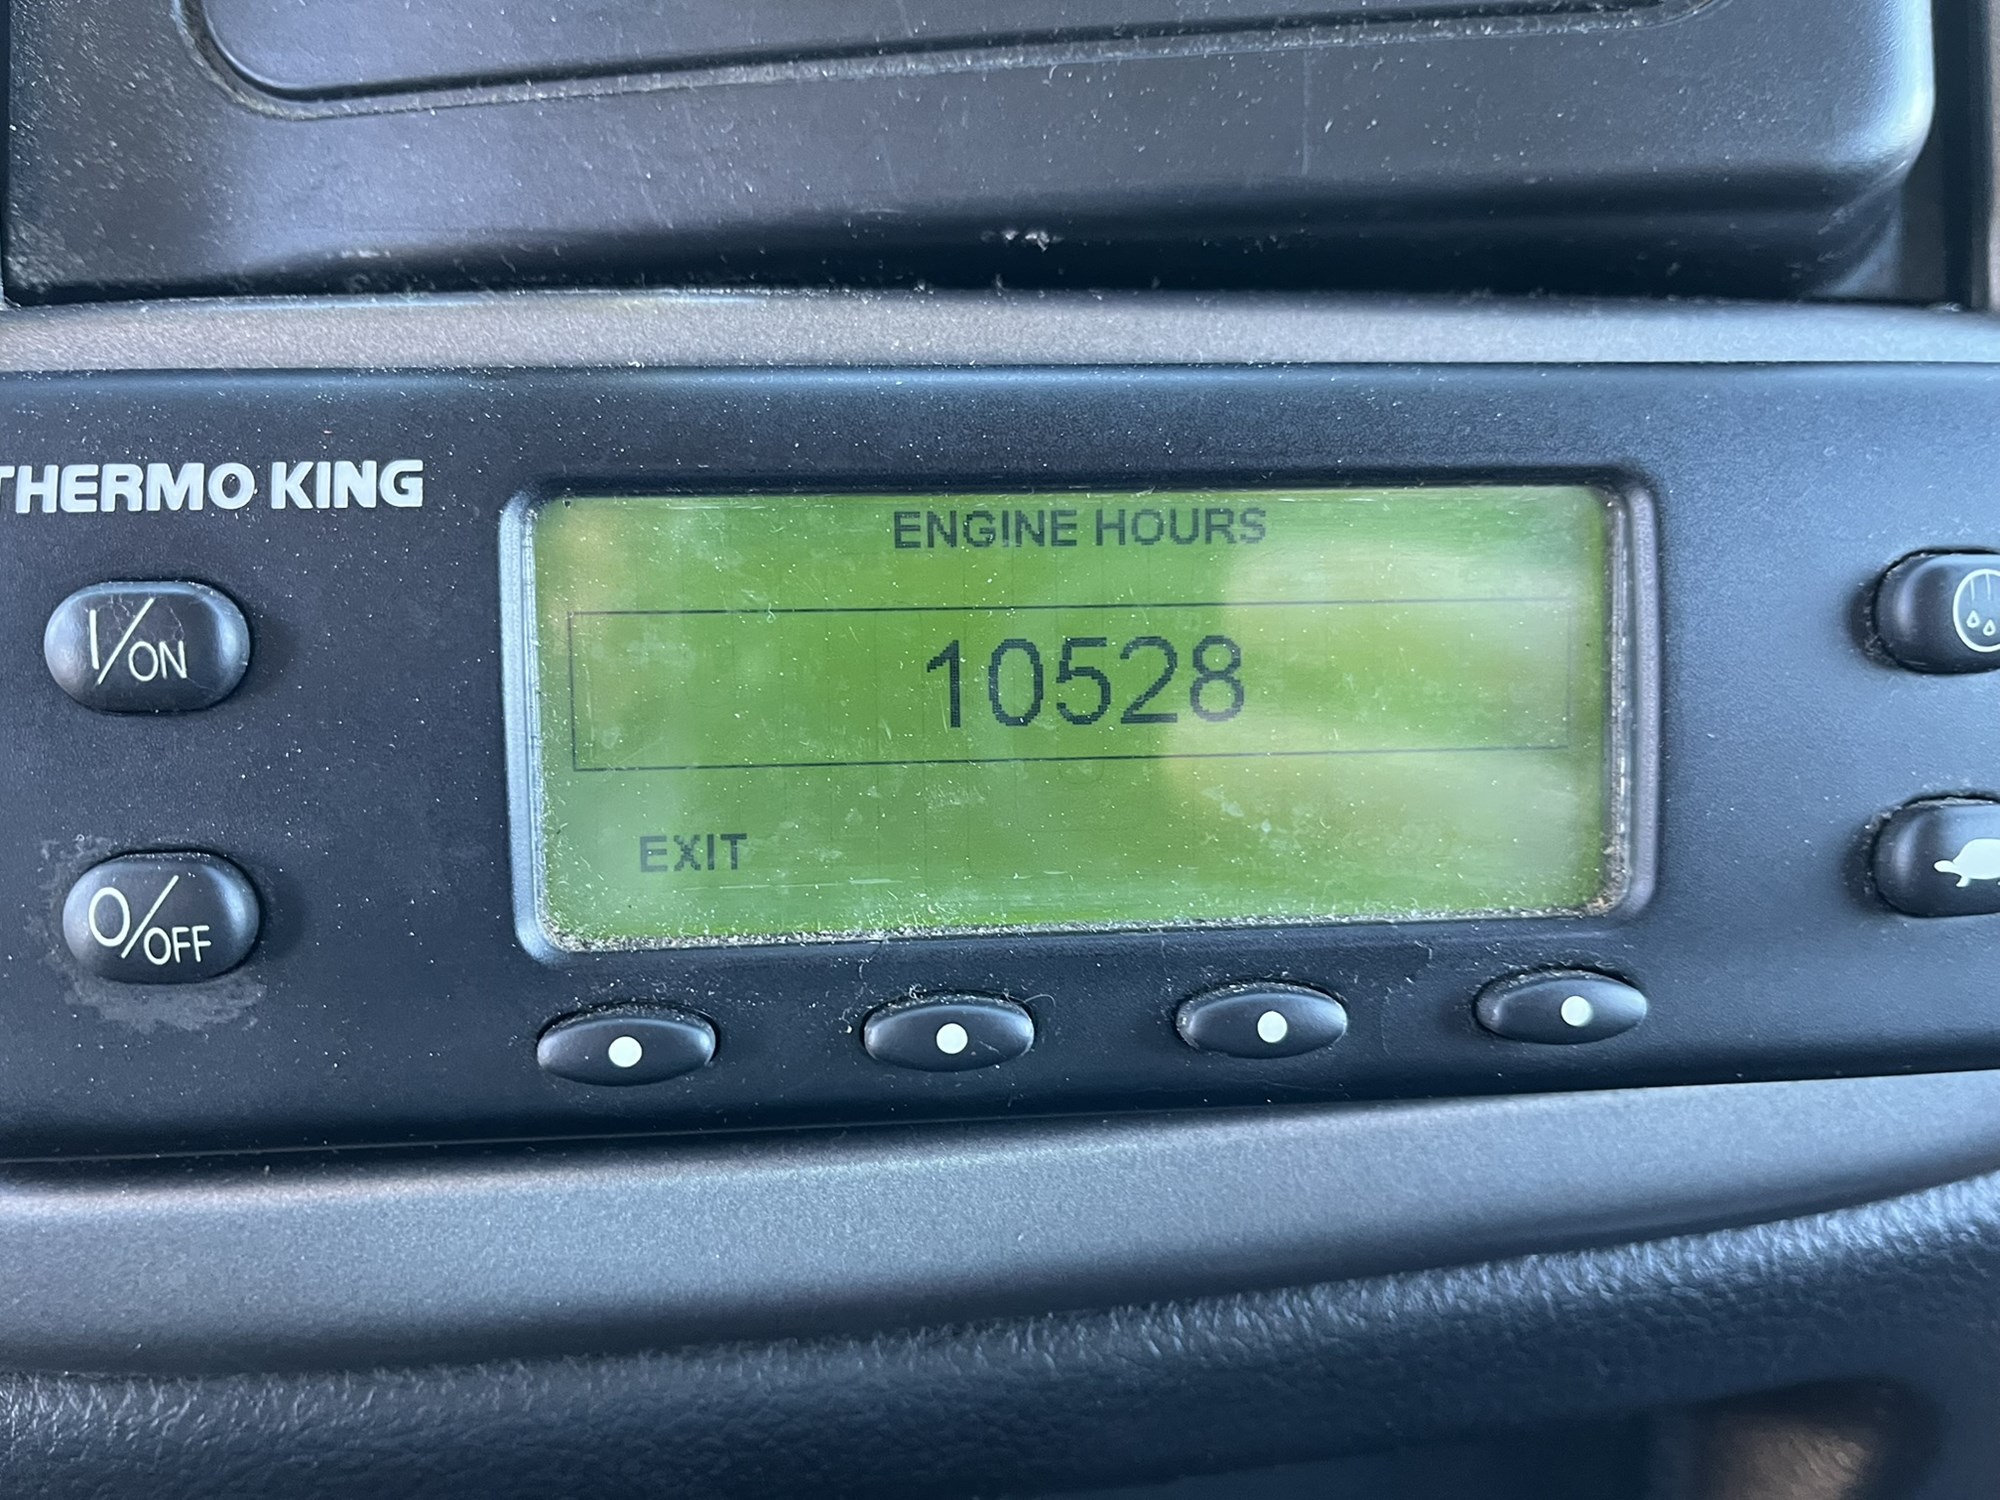 THERMO KING
ENGINE HOURS
I/ON
10528
EXIT
O/OFF